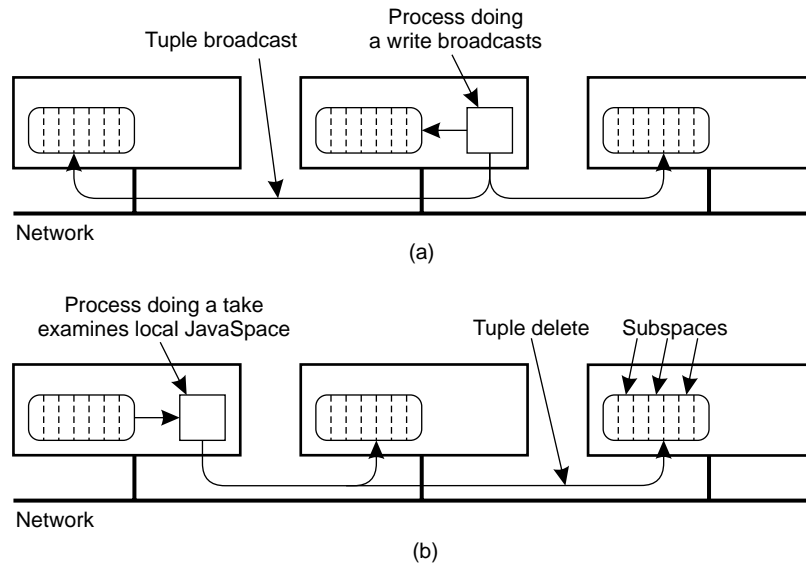 Process doing
a write broadcasts
Tuple broadcast
Network
(a)
Process doing a take
examines local JavaSpace
Tuple delete
Subspaces
Network
(b)